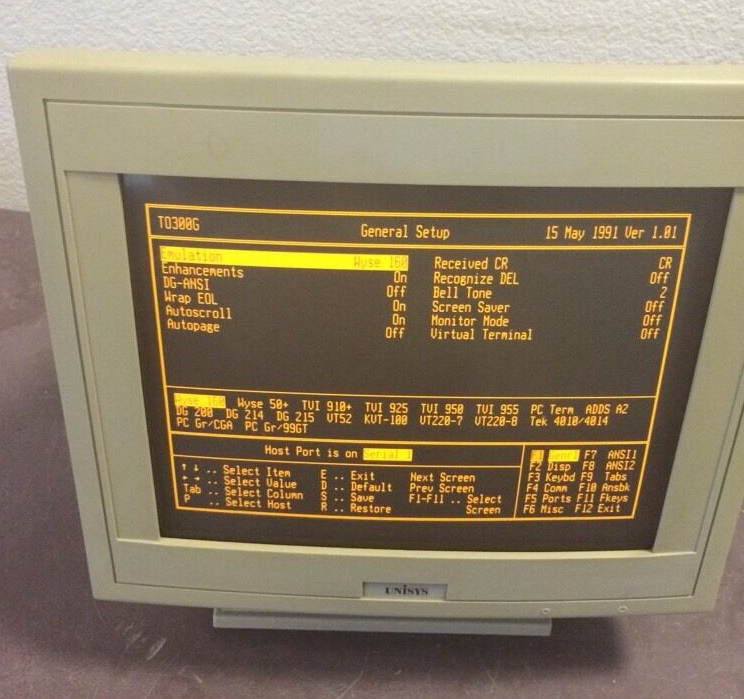 TO300G General Setup 15 May 1991 Ver 1.01
Emulation Wyse 160 Received CR CR
Enhancements On Recognize DEL Off
DG-ANSI Off Bell Tone 2
Wrap EOL On Screen Saver Off
Autoscroll On Monitor Mode Off
Autopage Off Virtual Terminal Off
Wyse 160 Wyse 50+ TVI 910+ TVI 925 TVI 950 TVI 955 PC Term ADDS A2
DG 200 DG 214 DG 215 VT52 KVT-100 VT220-7 VT220-8 Tek 4010/4014
PC Gr/CGA PC Gr/99GT
Host Port is on Serial 1
↑ ↓ .. Select Item E .. Exit Next Screen
← → .. Select Value D .. Default Prev Screen
Tab .. Select Column S .. Save F1-F11 .. Select
P .. Select Host R .. Restore Screen
F1 Genrl F7 ANSI1
F2 Disp F8 ANSI2
F3 Keybd F9 Tabs
F4 Comm F10 Ansbk
F5 Ports F11 Fkeys
F6 Misc F12 Exit
UNISYS